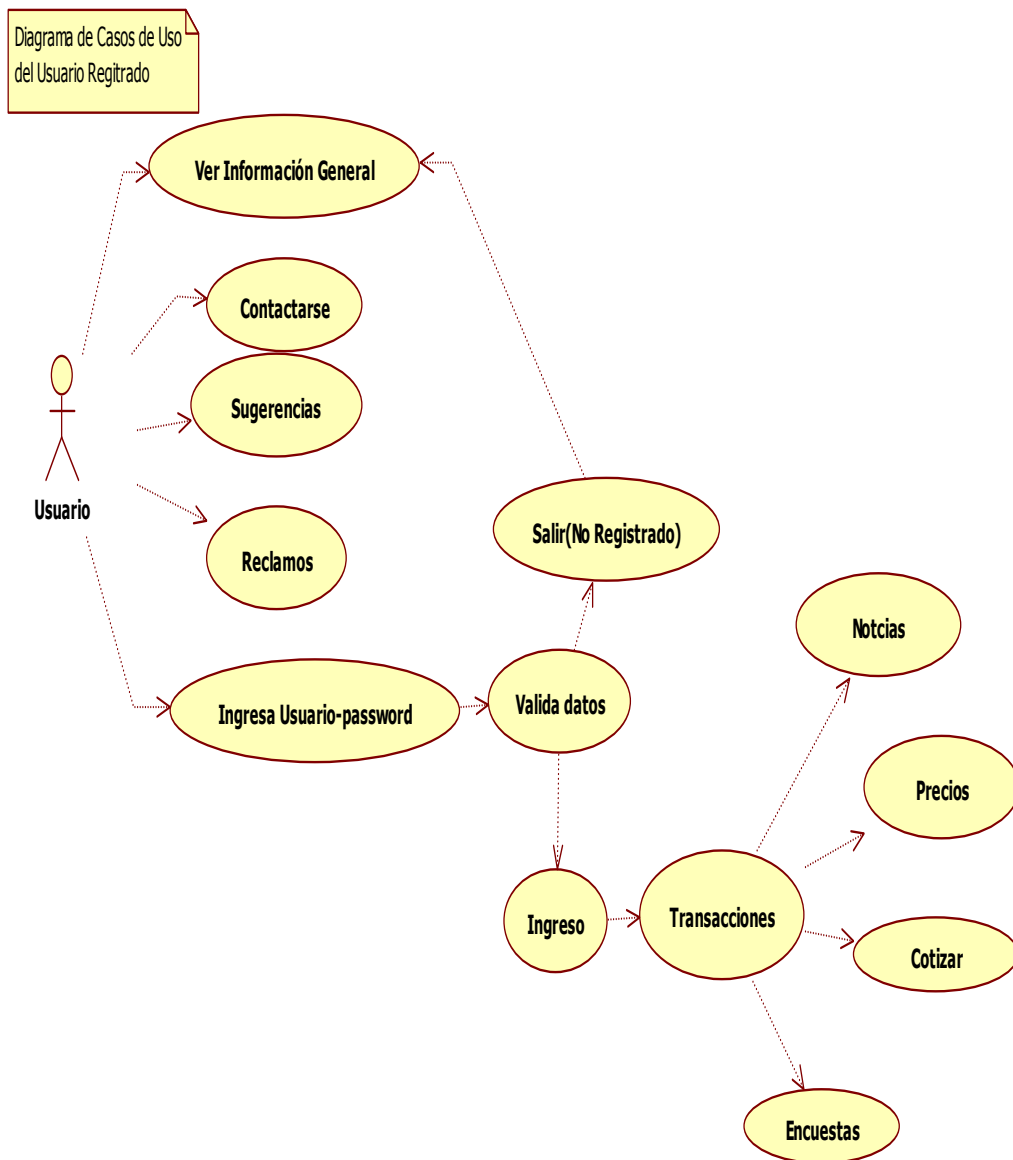 Diagrama de Casos de Uso
del Usuario Regitrado
Ver Información General
Contactarse
Sugerencias
Usuario
Reclamos
Salir(No Registrado)
Notcias
Ingresa Usuario-password
Valida datos
Precios
Ingreso
Transacciones
Cotizar
Encuestas